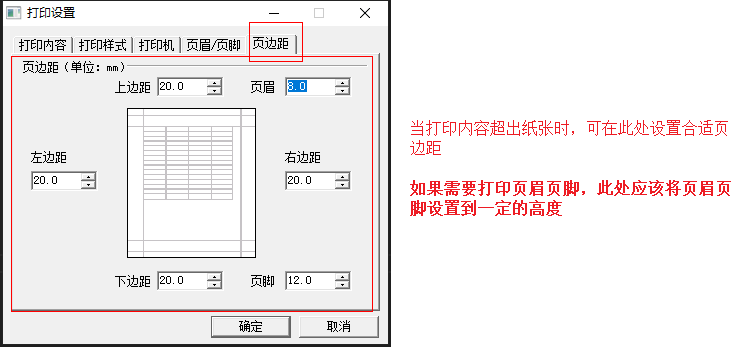 打印设置
打印内容 打印样式 打印机 页眉/页脚 页边距
页边距(单位: mm)
上边距 20.0 页眉 8.0
左边距 右边距
20.0 20.0
下边距 20.0 页脚 12.0
确定 取消
当打印内容超出纸张时，可在此处设置合适页
边距
如果需要打印页眉页脚，此处应该将页眉页
脚设置到一定的高度